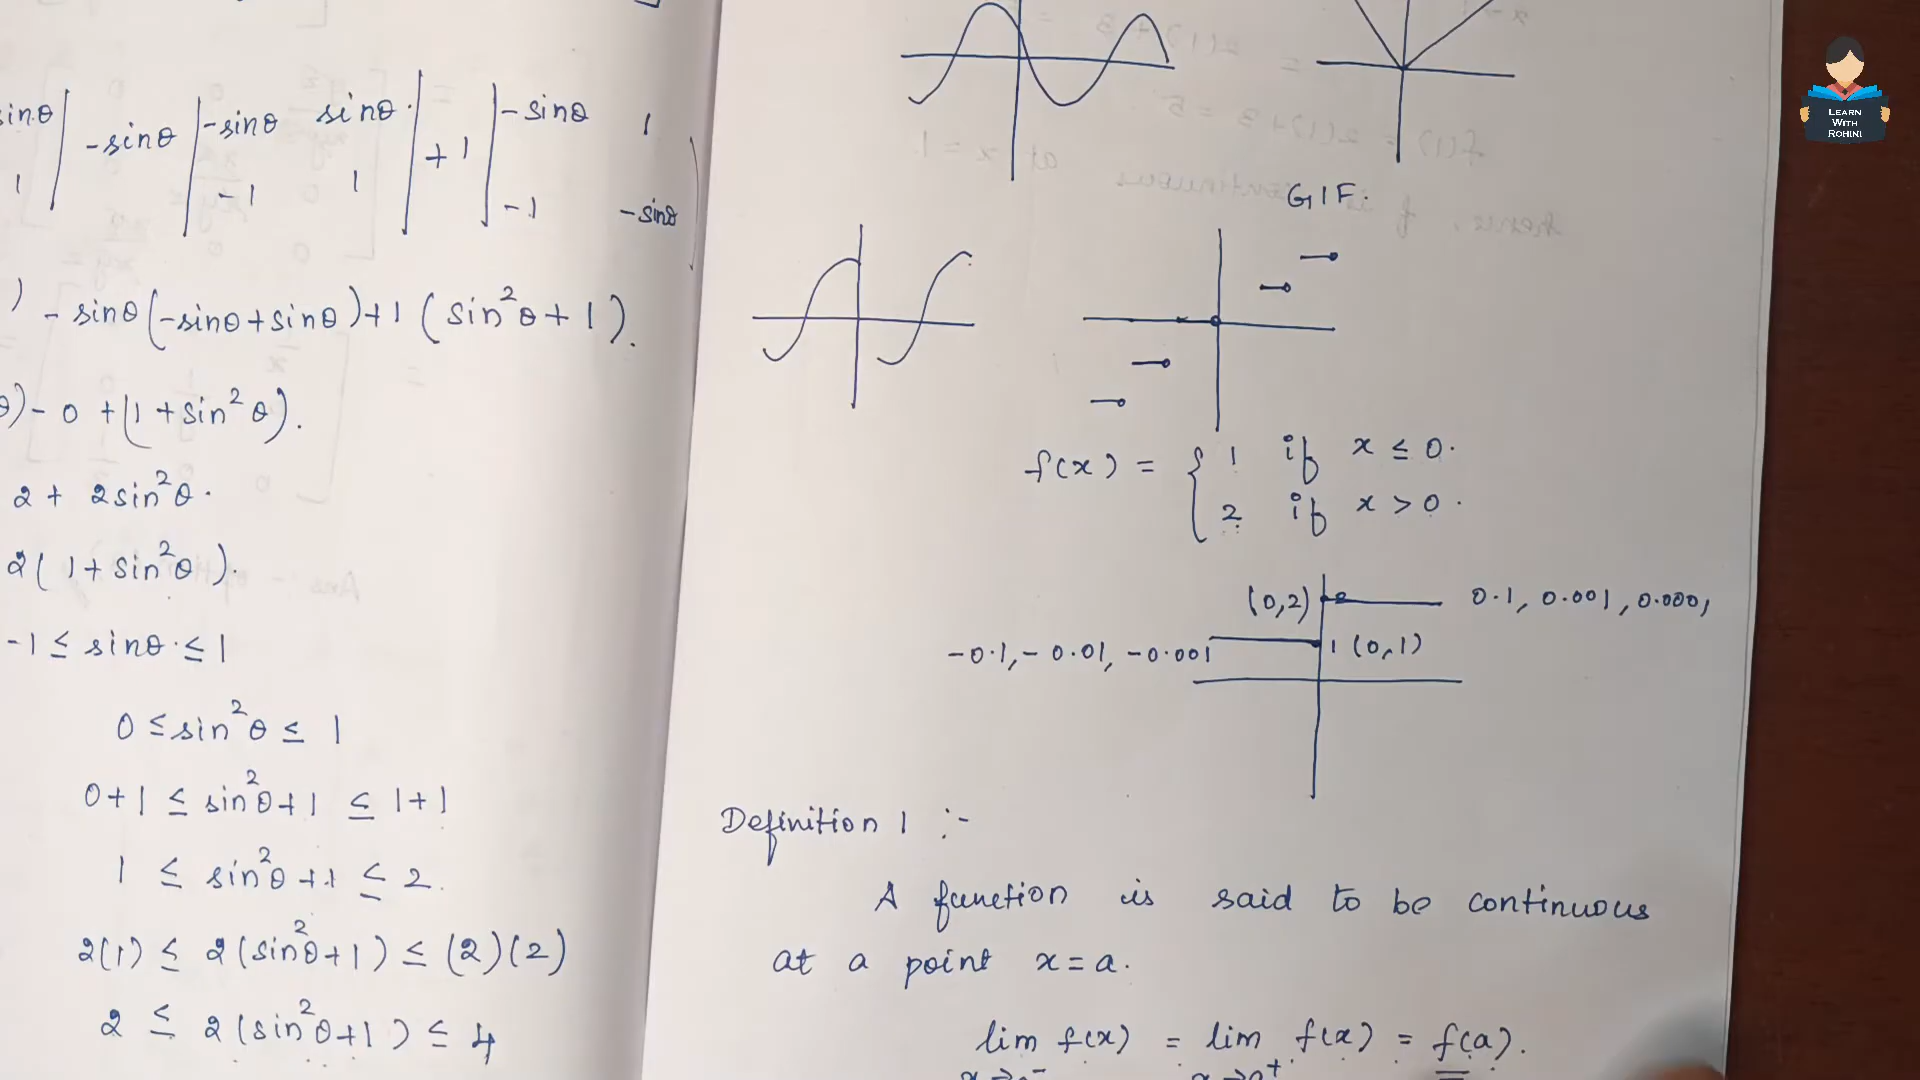 sinθ | -sinθ | -sinθ sinθ | + 1 | -sinθ 1
1 | -1 1 | -1 -sinθ
) - sinθ(-sinθ+sinθ)+1 (sin²θ+1).
θ)- 0 +(1+sin²θ).
2 + 2sin²θ.
2(1+sin²θ).
-1 ≤ sinθ ≤ 1
0 ≤ sin²θ ≤ 1
0+1 ≤ sin²θ+1 ≤ 1+1
1 ≤ sin²θ+1 ≤ 2.
2(1) ≤ 2(sin²θ+1) ≤ (2)(2)
2 ≤ 2(sin²θ+1) ≤ 4
GIF.
f(x) = { 1 if x ≤ 0.
2 if x > 0.
(0,2) 0.1, 0.001, 0.000,
-0.1, -0.01, -0.001 1 (0,1)
Definition 1 :-
A function is said to be continuous
at a point x=a.
lim f(x) = lim f(x) = f(a).
LEARN
WITH
ROHINI